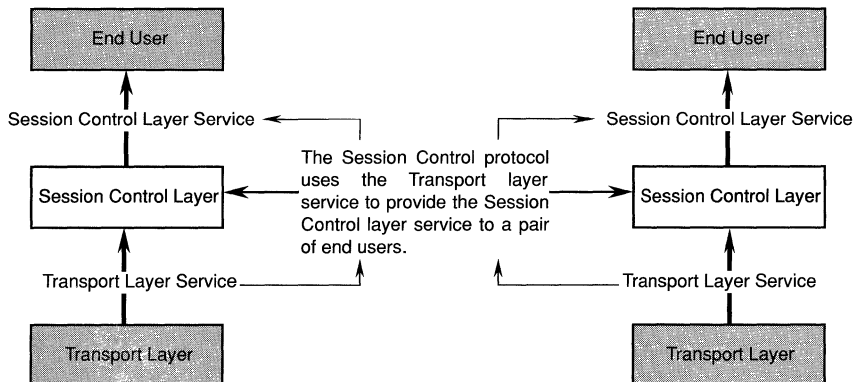 End User
End User
Session Control Layer Service
Session Control Layer Service
The Session Control protocol
uses the Transport layer
service to provide the Session
Control layer service to a pair
of end users.
Session Control Layer
Session Control Layer
Transport Layer Service
Transport Layer Service
Transport Layer
Transport Layer